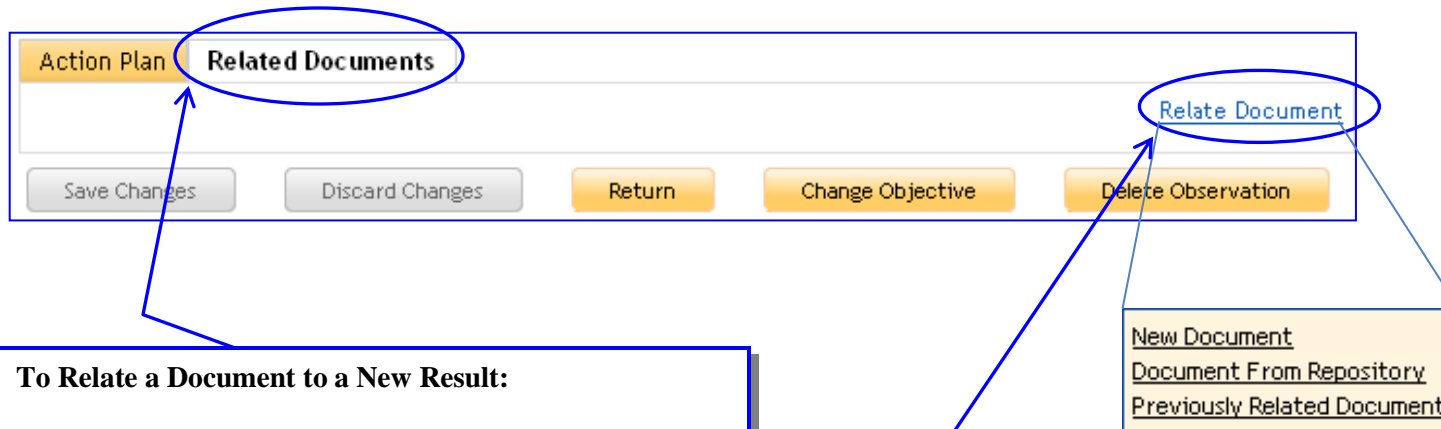 Action Plan Related Documents
Relate Document
Save Changes Discard Changes Return Change Objective Delete Observation
New Document
Document From Repository
Previously Related Document
To Relate a Document to a New Result: